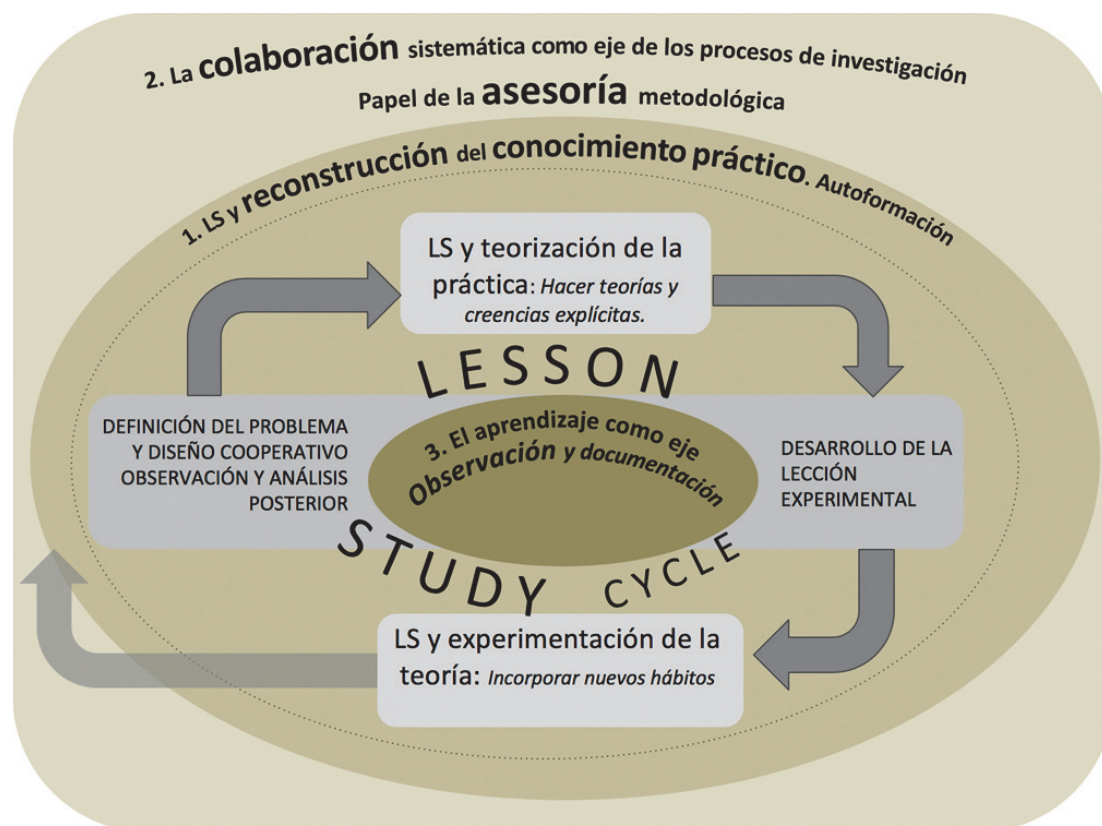 2. La colaboración sistemática como eje de los procesos de investigación
Papel de la asesoría metodológica
1. LS y reconstrucción del conocimiento práctico. Autoformación
LS y teorización de la
práctica: Hacer teorías y
creencias explícitas.
LESSON
DEFINICIÓN DEL PROBLEMA
Y DISEÑO COOPERATIVO
OBSERVACIÓN Y ANÁLISIS
POSTERIOR
3. El aprendizaje como eje
Observación y documentación
DESARROLLO DE LA
LECCIÓN
EXPERIMENTAL
STUDY CYCLE
LS y experimentación de la
teoría: Incorporar nuevos hábitos